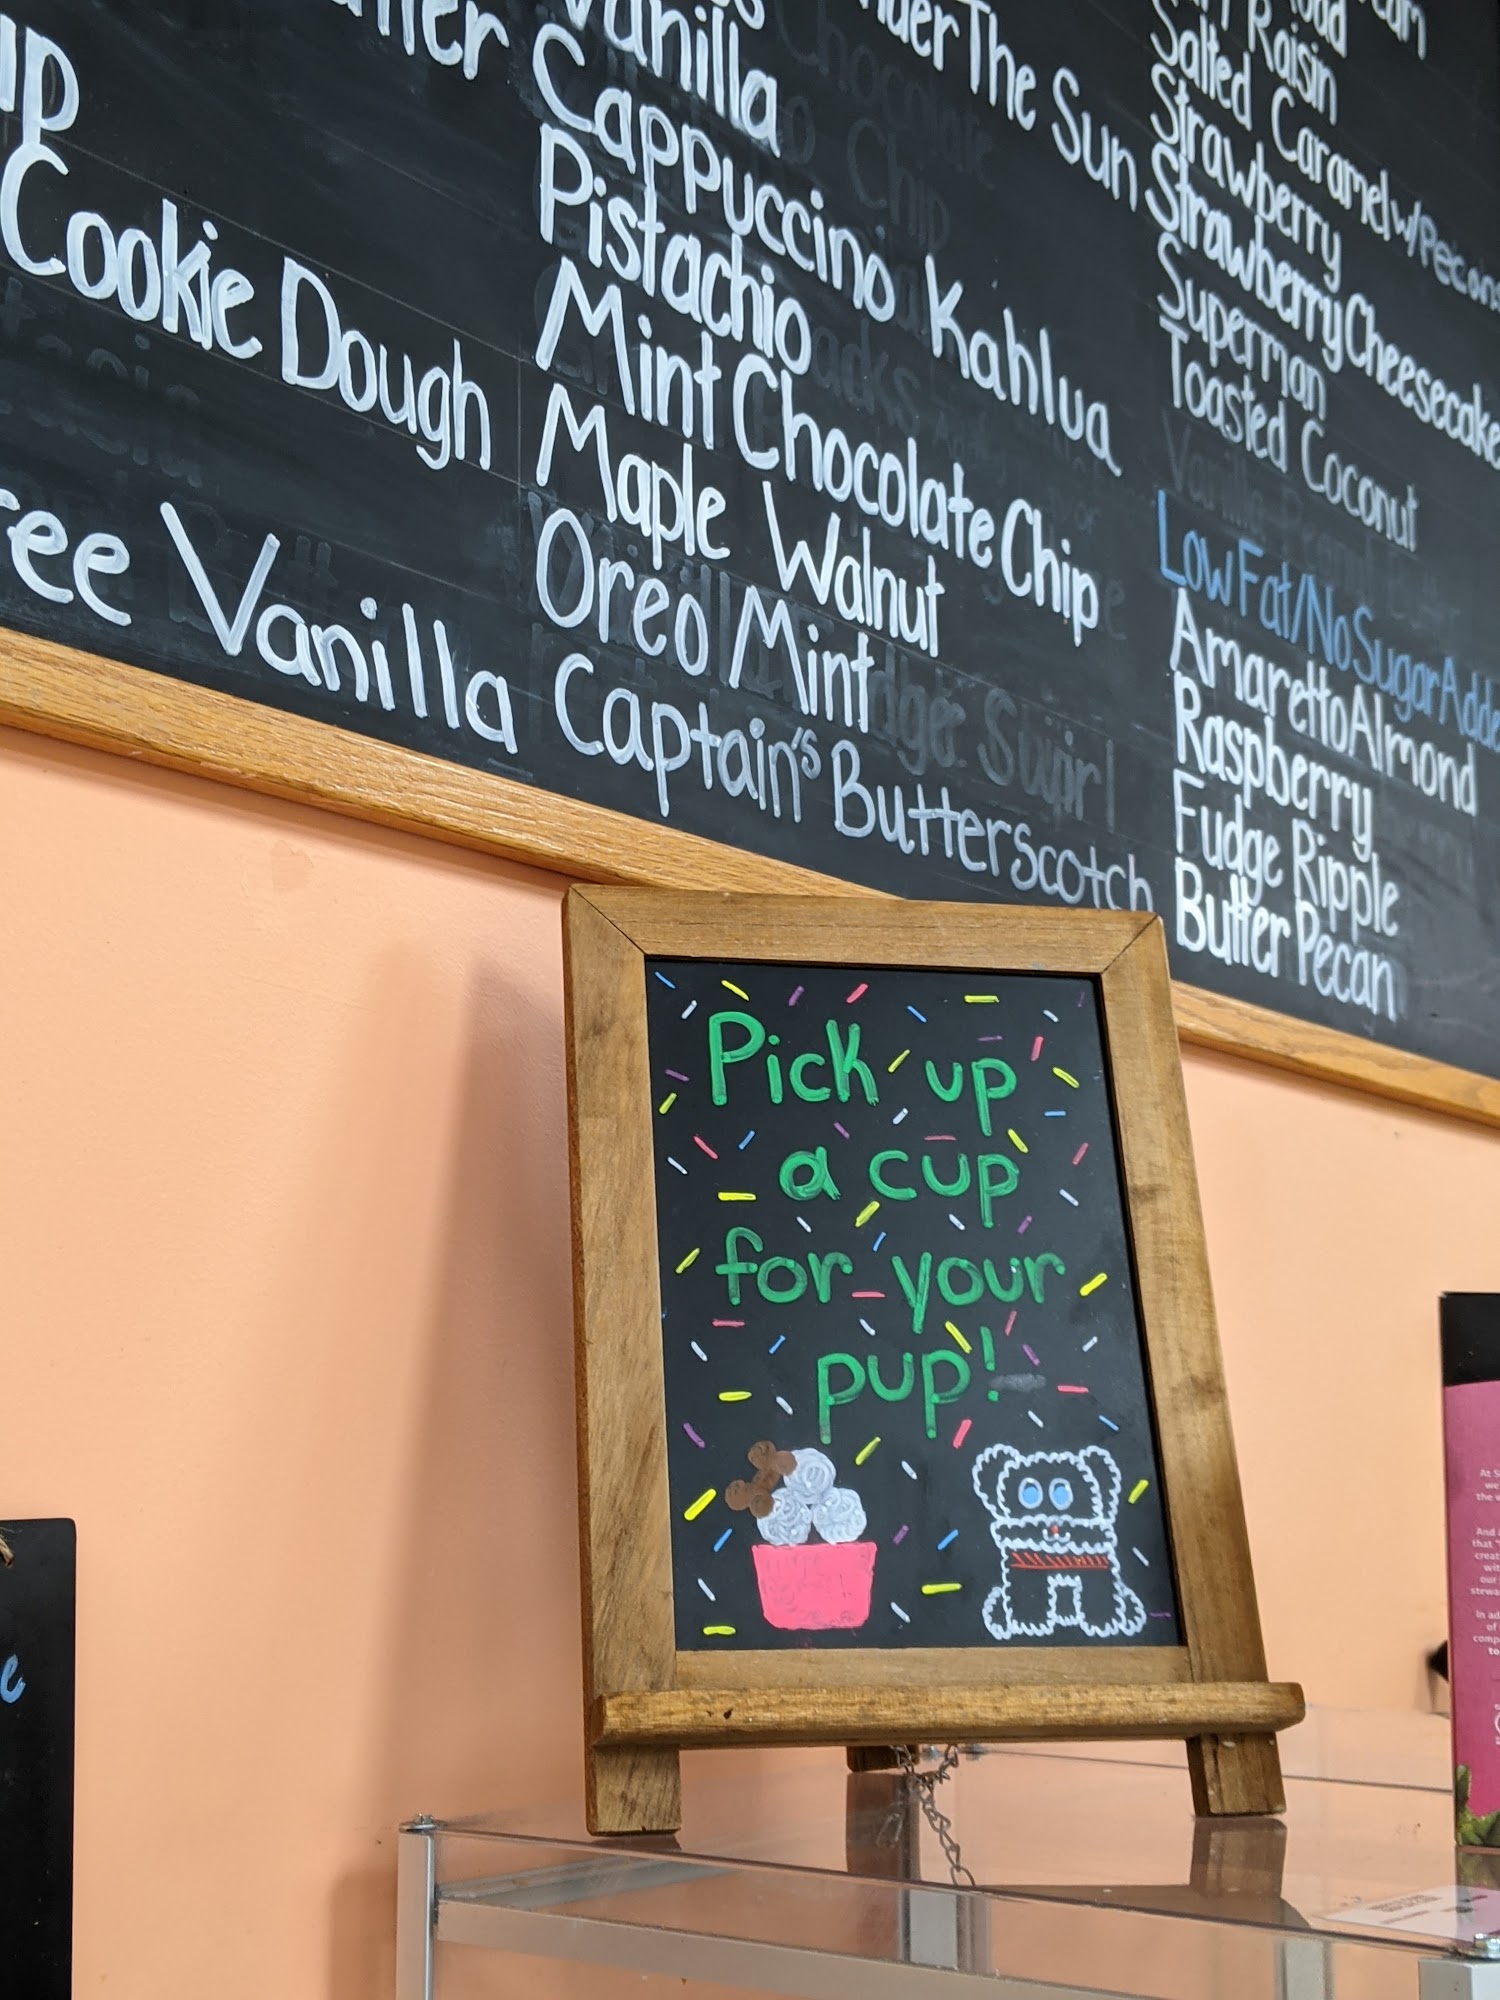 Cookie Dough
Vanilla
Vanilla
Cappuccino Kahlua
Pistachio
Mint Chocolate Chip
Maple Walnut
Oreo Mint
Captain's Butterscotch
The Sun
Raisin
Salted Caramel w/Pecans
Strawberry
Strawberry Cheesecake
Superman
Toasted Coconut
Low Fat/No Sugar Adde
Amaretto Almond
Raspberry
Fudge Ripple
Butter Pecan
Pick up
a cup
for your
pup!